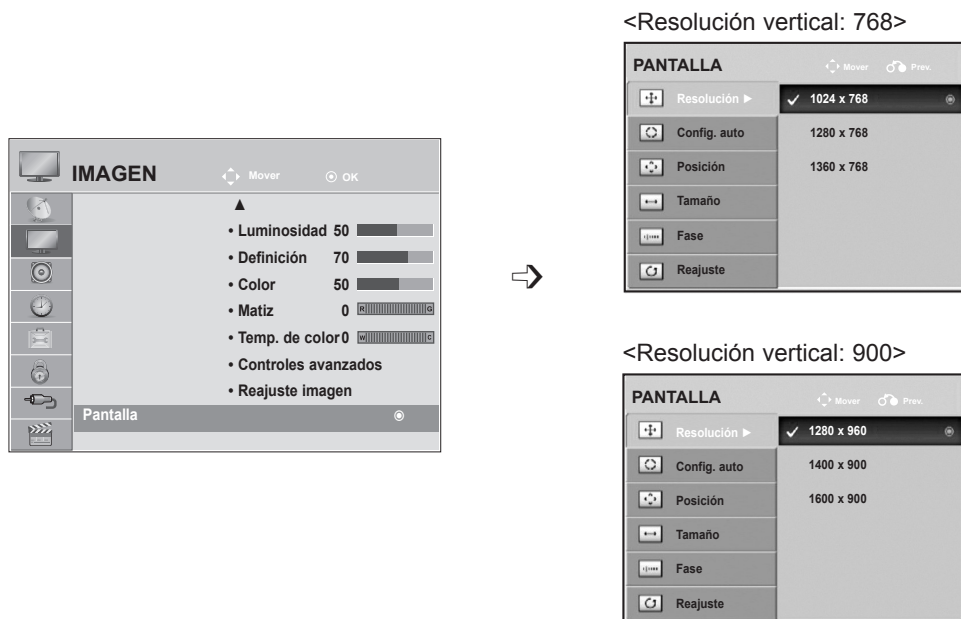 IMAGEN
Mover
OK
• Luminosidad 50
• Definición 70
• Color 50
• Matiz 0 R G
• Temp. de color 0 W C
• Controles avanzados
• Reajuste imagen
Pantalla
<Resolución vertical: 768>
PANTALLA
Mover
Prev.
Resolución ►
✓ 1024 x 768
Config. auto
1280 x 768
Posición
1360 x 768
Tamaño
Fase
Reajuste
<Resolución vertical: 900>
PANTALLA
Mover
Prev.
Resolución ►
✓ 1280 x 960
Config. auto
1400 x 900
Posición
1600 x 900
Tamaño
Fase
Reajuste